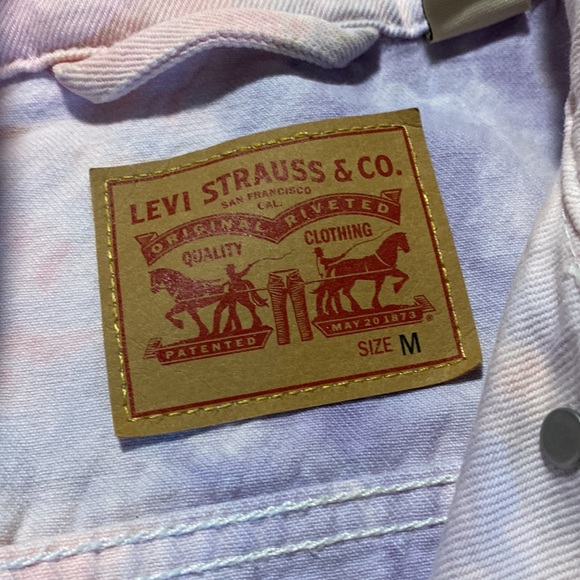 LEVI STRAUSS & CO.
SAN FRANCISCO
CAL.
ORIGINAL RIVETED
QUALITY CLOTHING
PATENTED MAY 20 1873 ®
SIZE M